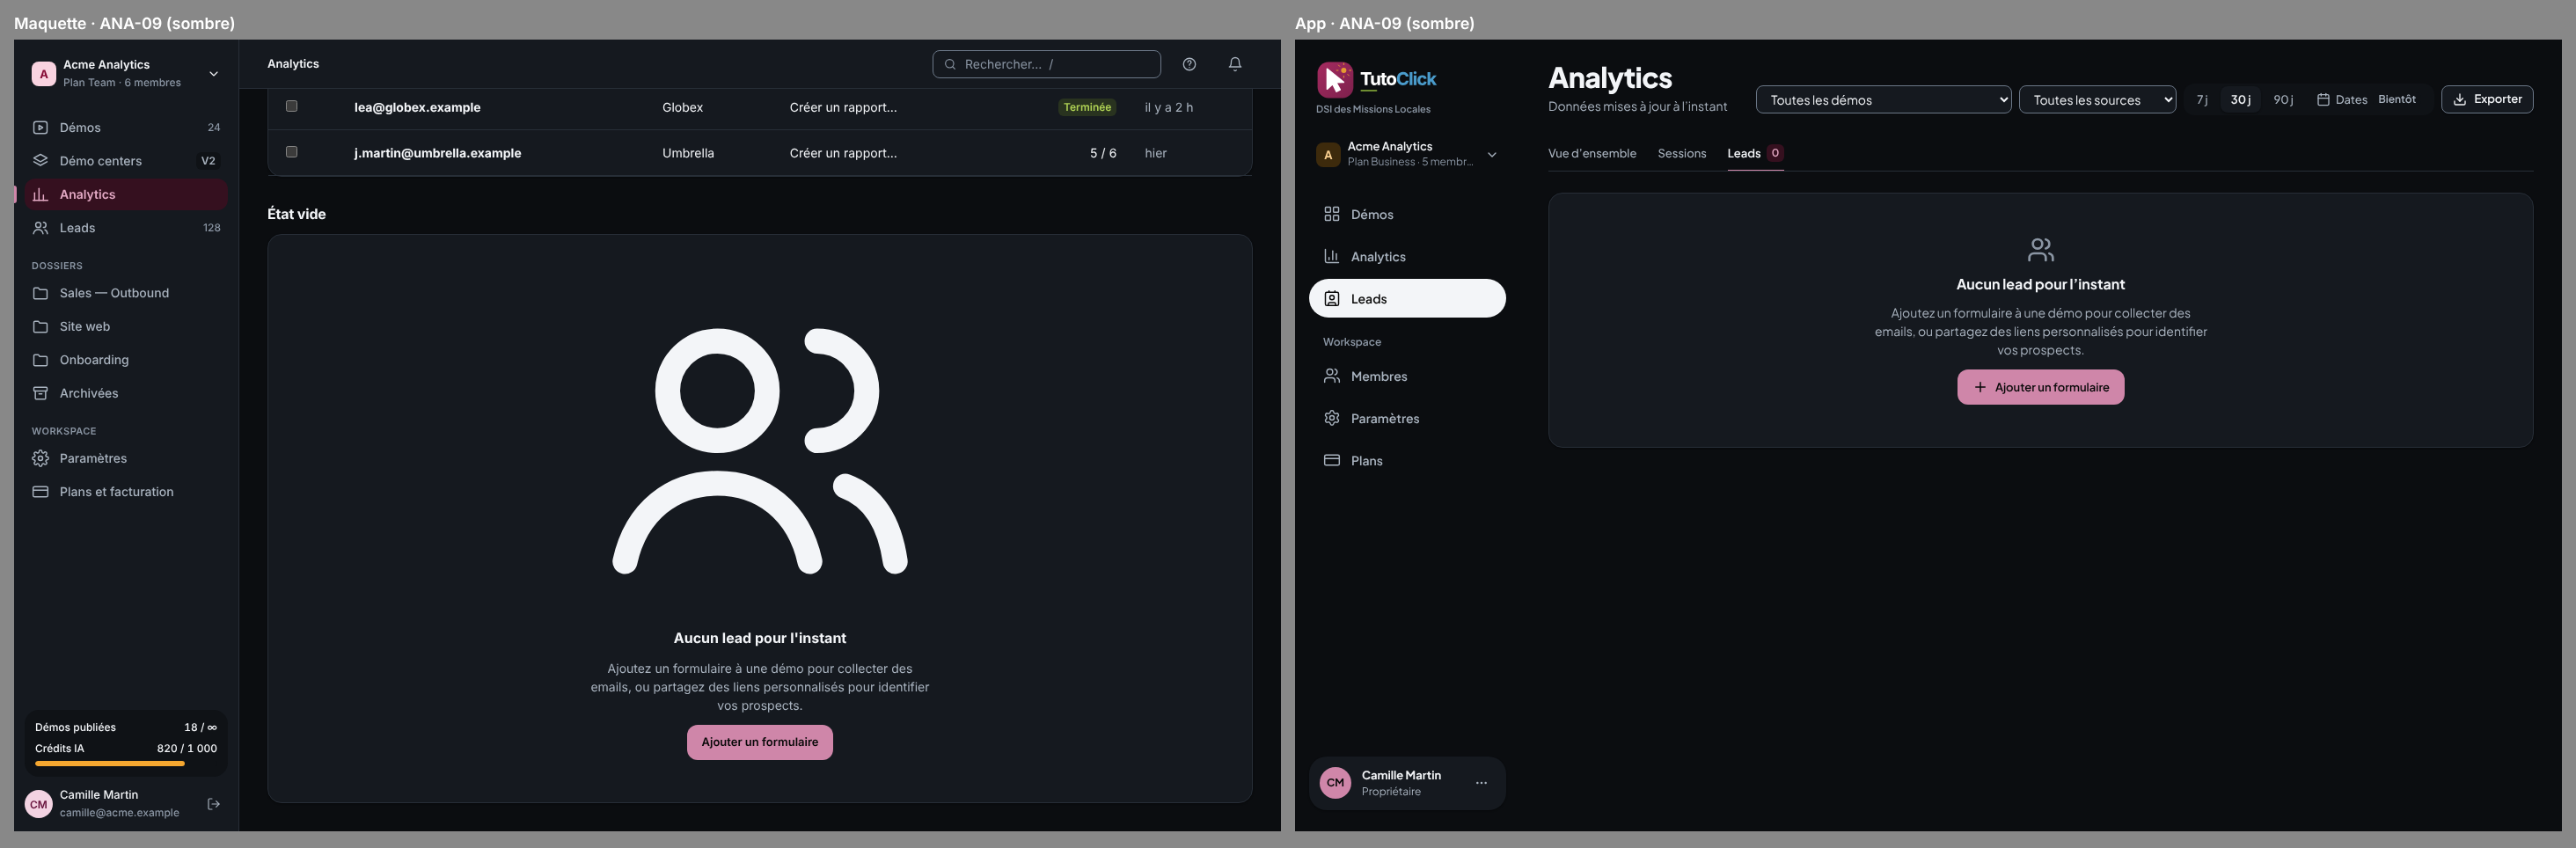 Maquette · ANA-09 (sombre)
A
Acme Analytics
Plan Team · 6 membres
Démos 24
Démo centers V2
Analytics
Leads 128
DOSSIERS
Sales — Outbound
Site web
Onboarding
Archivées
WORKSPACE
Paramètres
Plans et facturation
Démos publiées 18 / ∞
Crédits IA 820 / 1 000
CM
Camille Martin
camille@acme.example
Analytics
Rechercher... /
lea@globex.example Globex Créer un rapport... Terminée il y a 2 h
j.martin@umbrella.example Umbrella Créer un rapport... 5 / 6 hier
État vide
Aucun lead pour l'instant
Ajoutez un formulaire à une démo pour collecter des
emails, ou partagez des liens personnalisés pour identifier
vos prospects.
Ajouter un formulaire
App · ANA-09 (sombre)
TutoClick
DSI des Missions Locales
A
Acme Analytics
Plan Business · 5 membr...
Démos
Analytics
Leads
Workspace
Membres
Paramètres
Plans
CM
Camille Martin
Propriétaire
Analytics
Données mises à jour à l’instant
Toutes les démos
Toutes les sources
7 j 30 j 90 j Dates Bientôt
Exporter
Vue d’ensemble Sessions Leads 0
Aucun lead pour l’instant
Ajoutez un formulaire à une démo pour collecter des
emails, ou partagez des liens personnalisés pour identifier
vos prospects.
Ajouter un formulaire